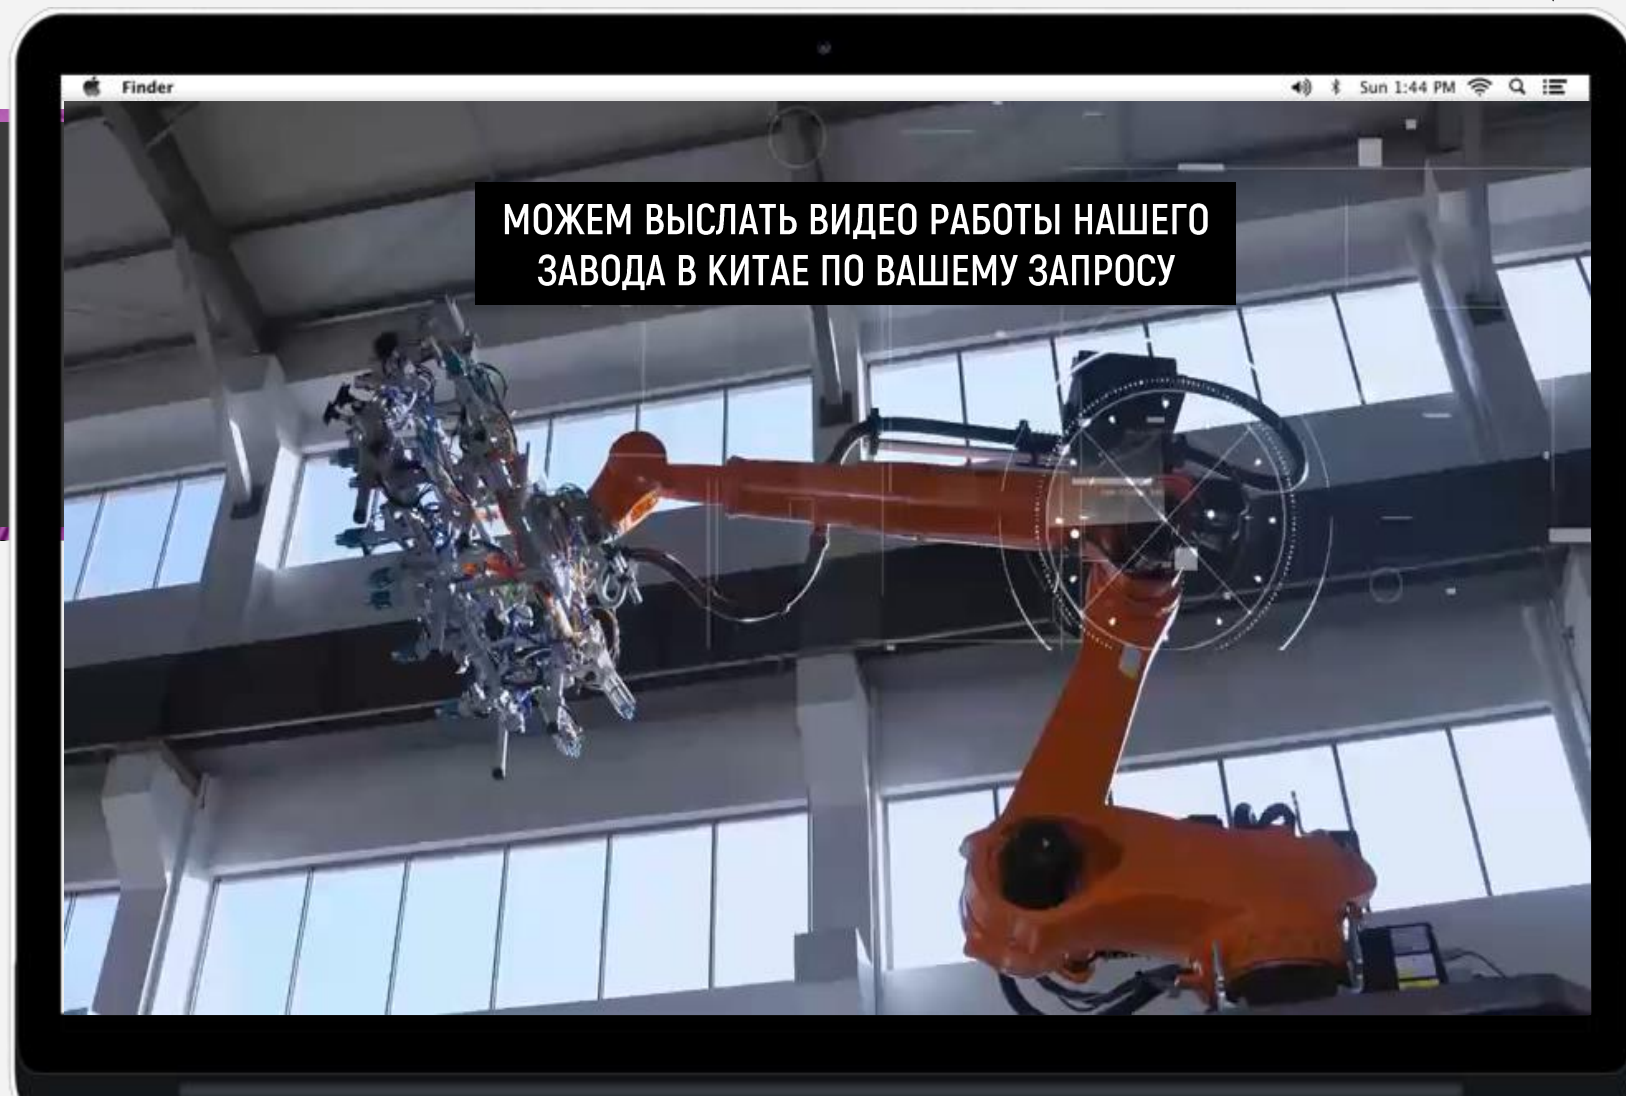 Finder
Sun 1:44 PM
МОЖЕМ ВЫСЛАТЬ ВИДЕО РАБОТЫ НАШЕГО
ЗАВОДА В КИТАЕ ПО ВАШЕМУ ЗАПРОСУ